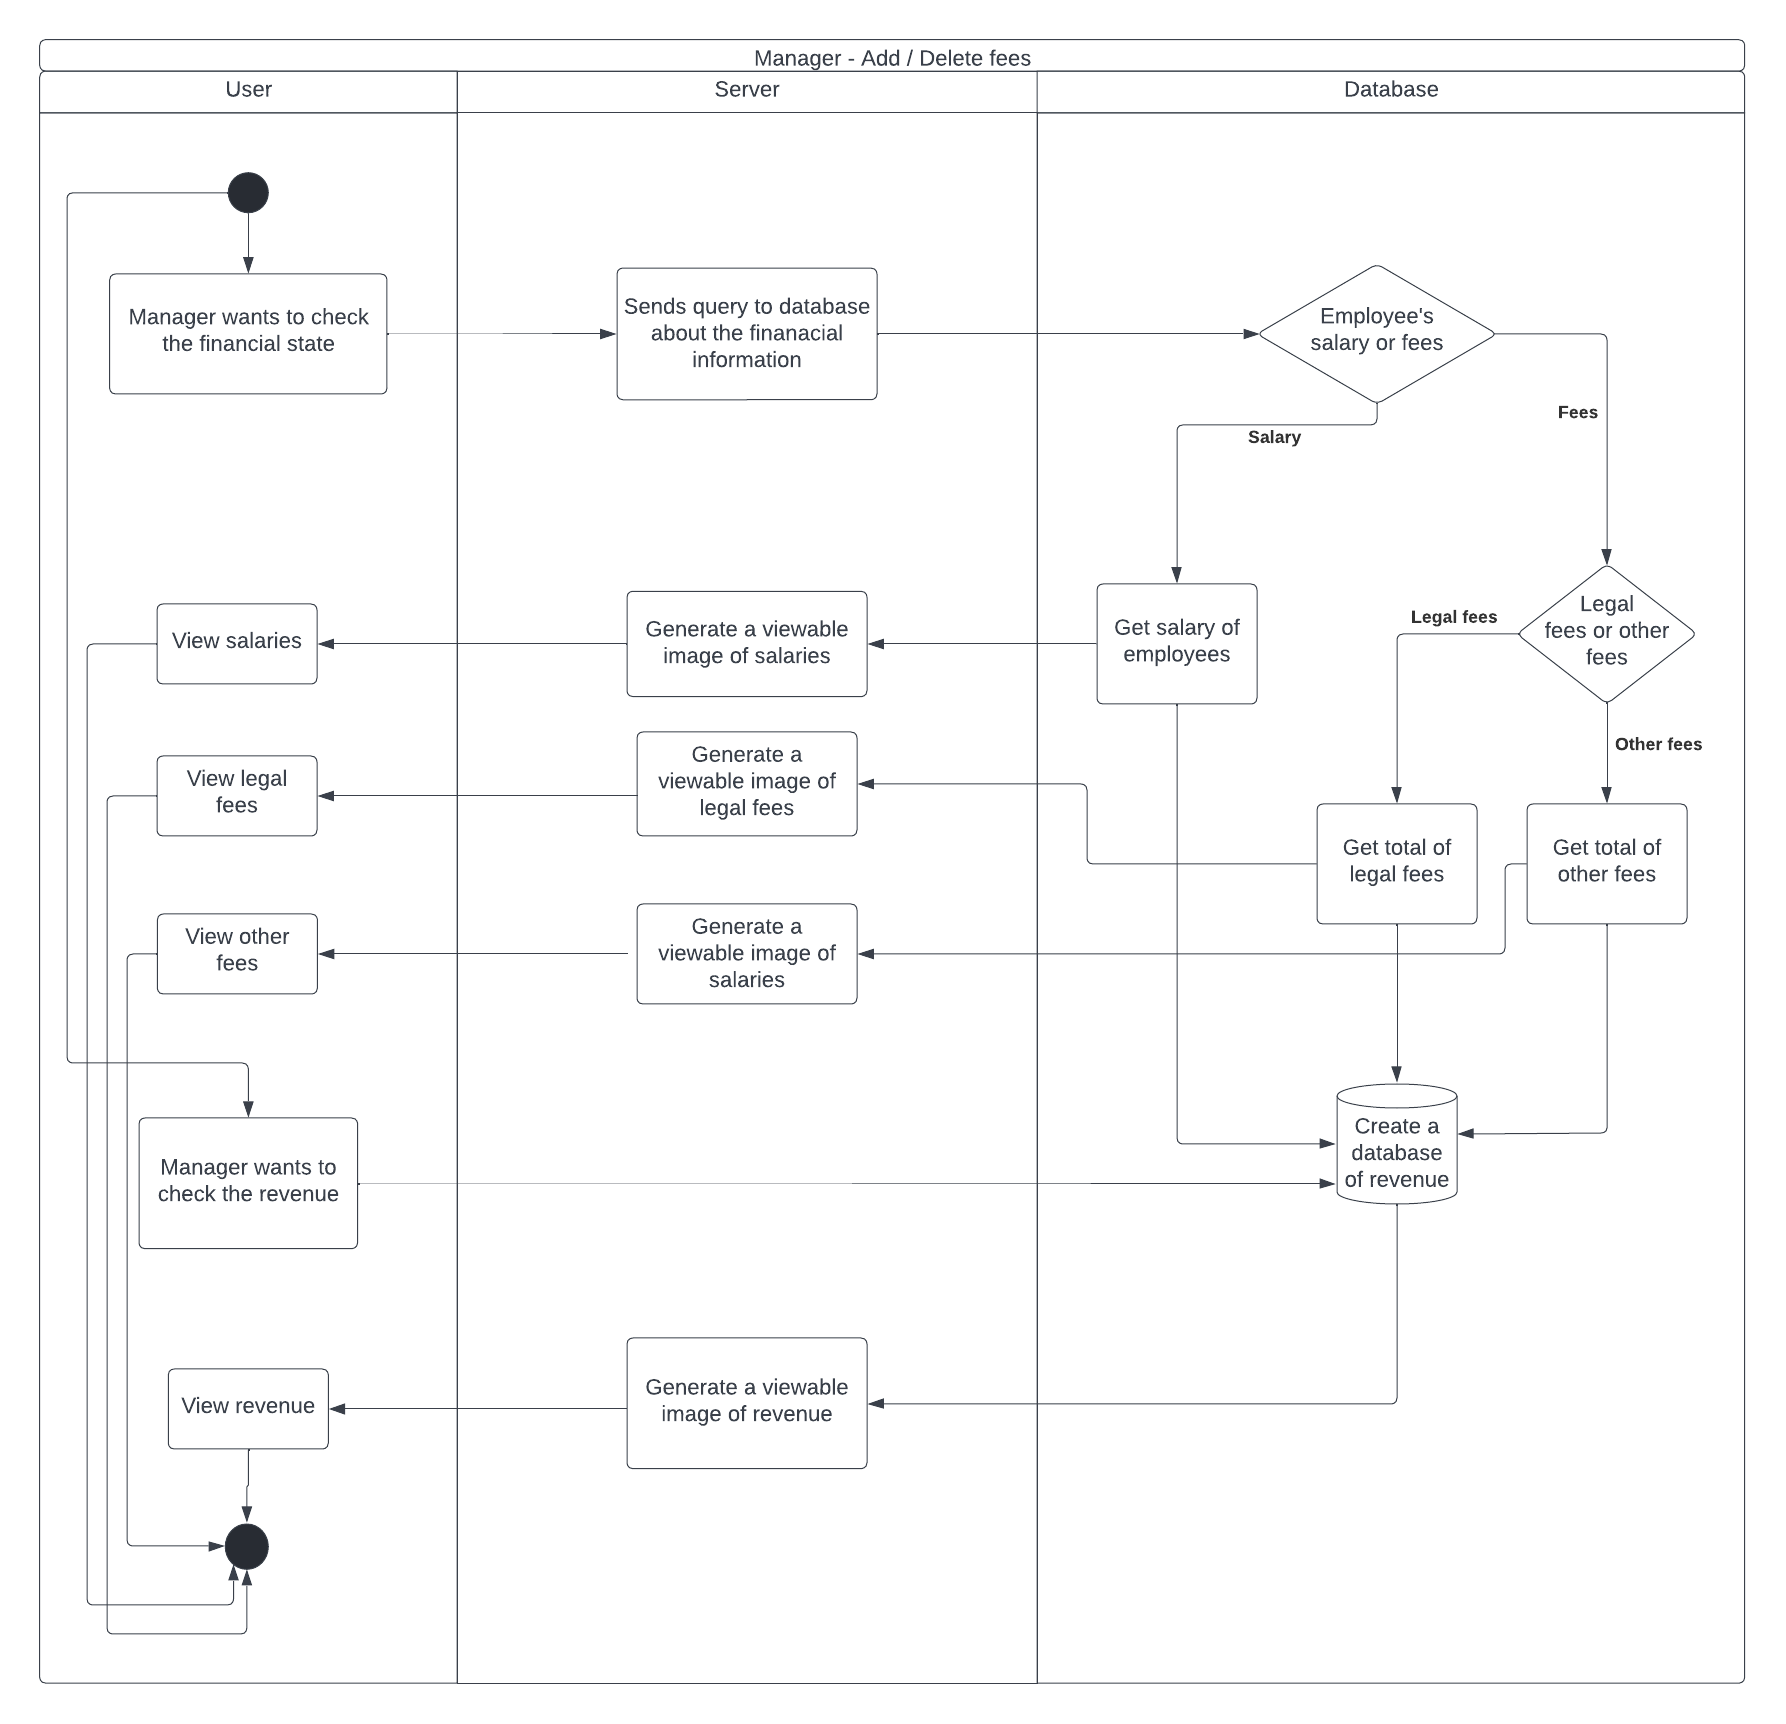 Manager - Add / Delete fees
User
Server
Database
Manager wants to check
the financial state
Sends query to database
about the finanacial
information
Employee's
salary or fees
Fees
Salary
View salaries
Generate a viewable
image of salaries
Get salary of
employees
Legal fees
Legal
fees or other
fees
Other fees
View legal
fees
Generate a
viewable image of
legal fees
Get total of
legal fees
Get total of
other fees
View other
fees
Generate a
viewable image of
salaries
Manager wants to
check the revenue
Create a
database
of revenue
View revenue
Generate a viewable
image of revenue